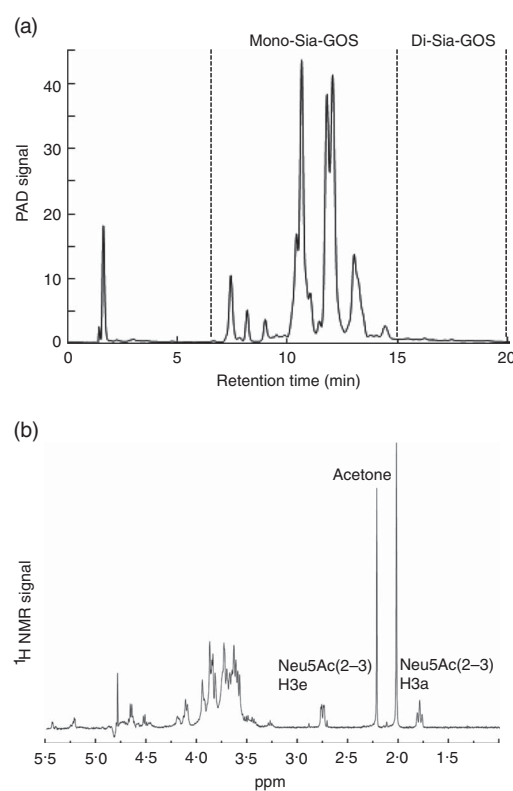 (a)
Mono-Sia-GOS
Di-Sia-GOS
40
30
20
10
0
PAD signal
0 5 10 15 20
Retention time (min)
(b)
Acetone
Neu5Ac(2–3)
H3e
Neu5Ac(2–3)
H3a
¹H NMR signal
5·5 5·0 4·5 4·0 3·5 3·0 2·5 2·0 1·5
ppm